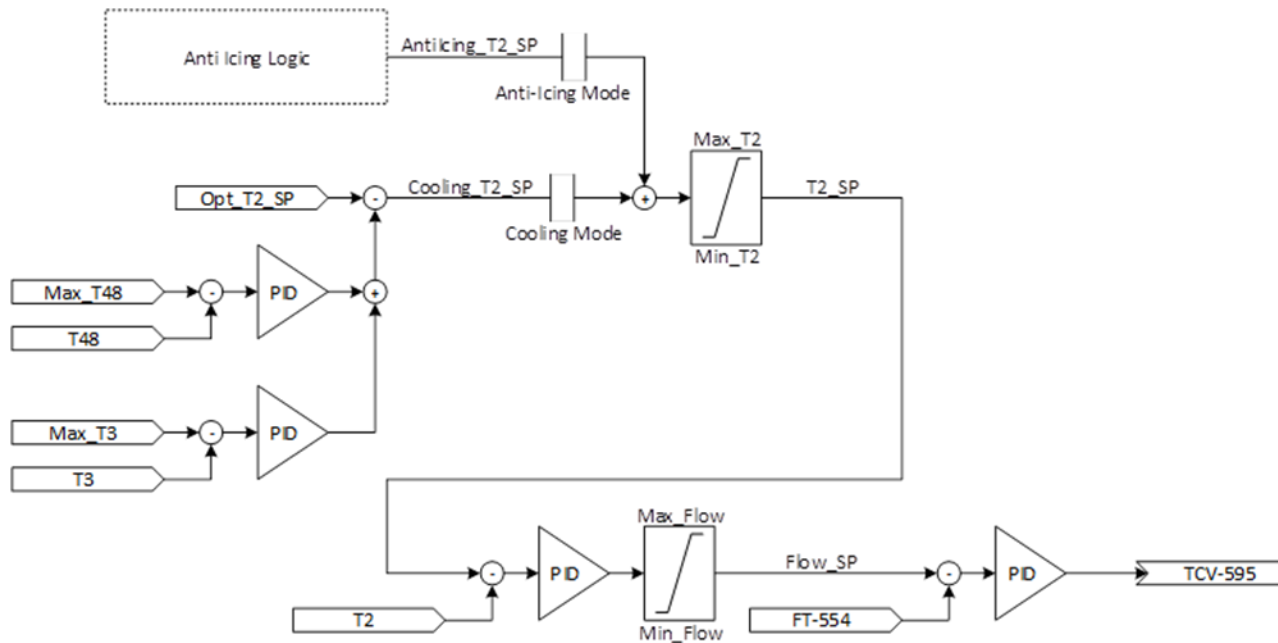 Anti Icing Logic
AntiIcing_T2_SP
Anti-Icing Mode
Max_T2
Opt_T2_SP
-
Cooling_T2_SP
+
T2_SP
Cooling Mode
Min_T2
Max_T48
-
PID
+
T48
Max_T3
-
PID
T3
Max_Flow
-
PID
Flow_SP
-
PID
TCV-595
T2
Min_Flow
FT-554